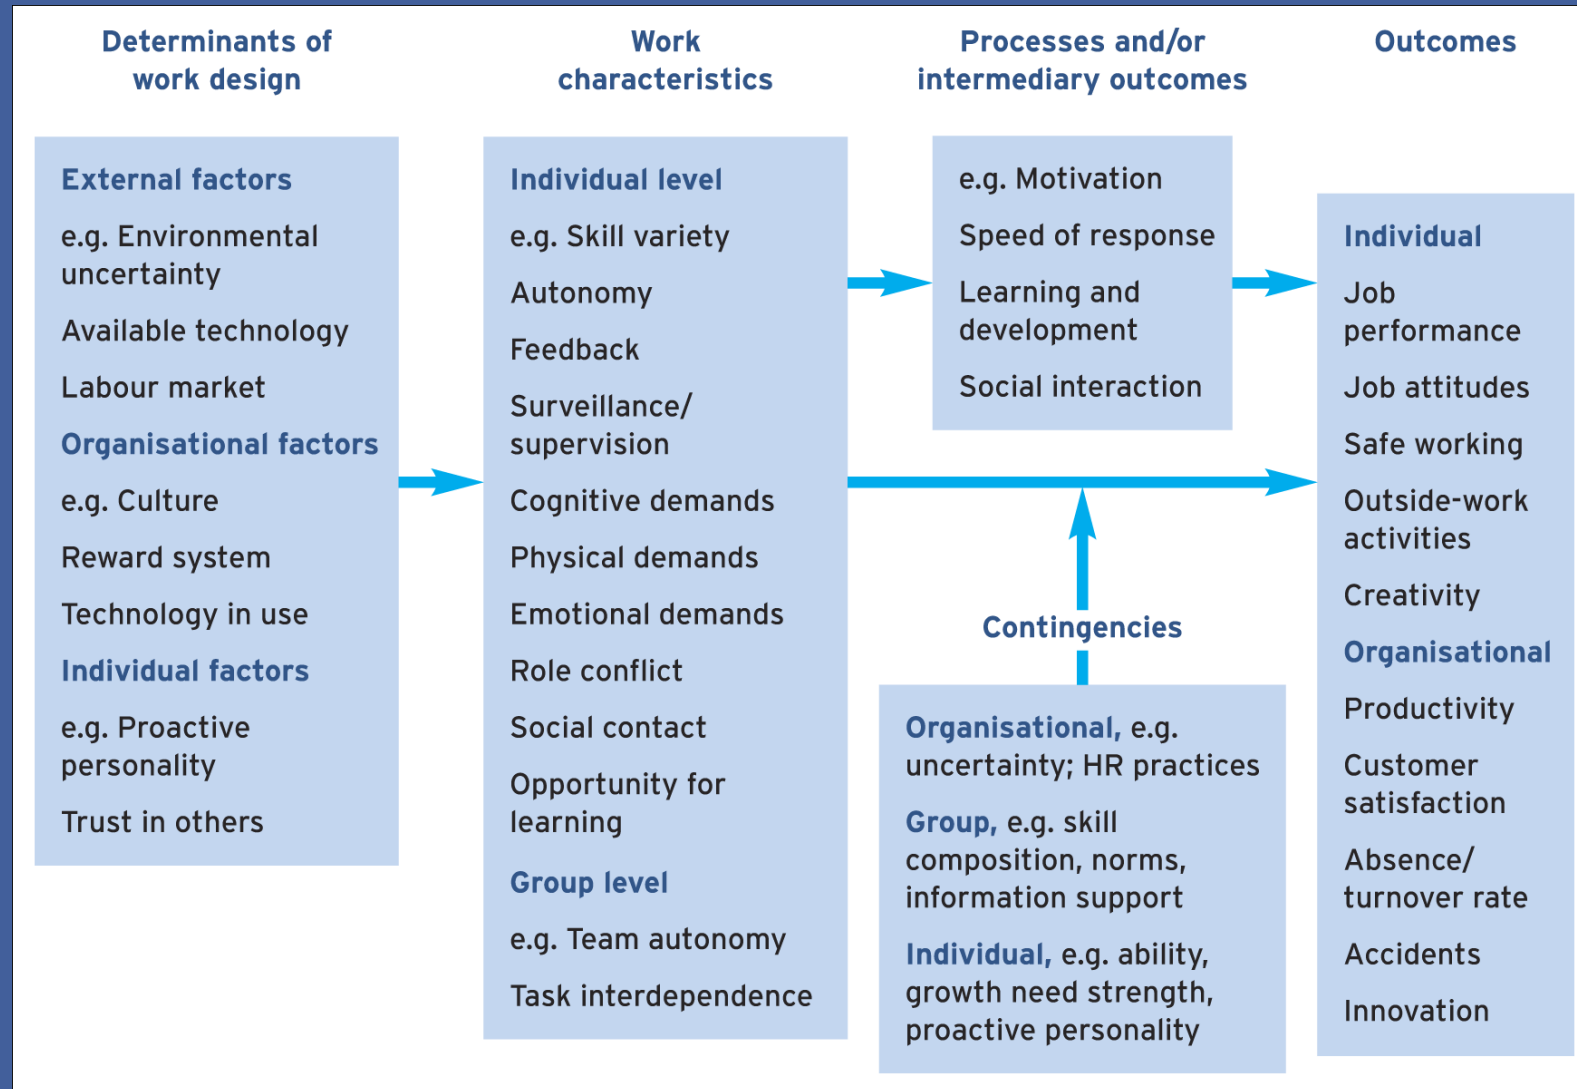 Determinants of
work design
External factors
e.g. Environmental
uncertainty
Available technology
Labour market
Organisational factors
e.g. Culture
Reward system
Technology in use
Individual factors
e.g. Proactive
personality
Trust in others
Work
characteristics
Individual level
e.g. Skill variety
Autonomy
Feedback
Surveillance/
supervision
Cognitive demands
Physical demands
Emotional demands
Role conflict
Social contact
Opportunity for
learning
Group level
e.g. Team autonomy
Task interdependence
Processes and/or
intermediary outcomes
e.g. Motivation
Speed of response
Learning and
development
Social interaction
Contingencies
Organisational, e.g.
uncertainty; HR practices
Group, e.g. skill
composition, norms,
information support
Individual, e.g. ability,
growth need strength,
proactive personality
Outcomes
Individual
Job
performance
Job attitudes
Safe working
Outside-work
activities
Creativity
Organisational
Productivity
Customer
satisfaction
Absence/
turnover rate
Accidents
Innovation